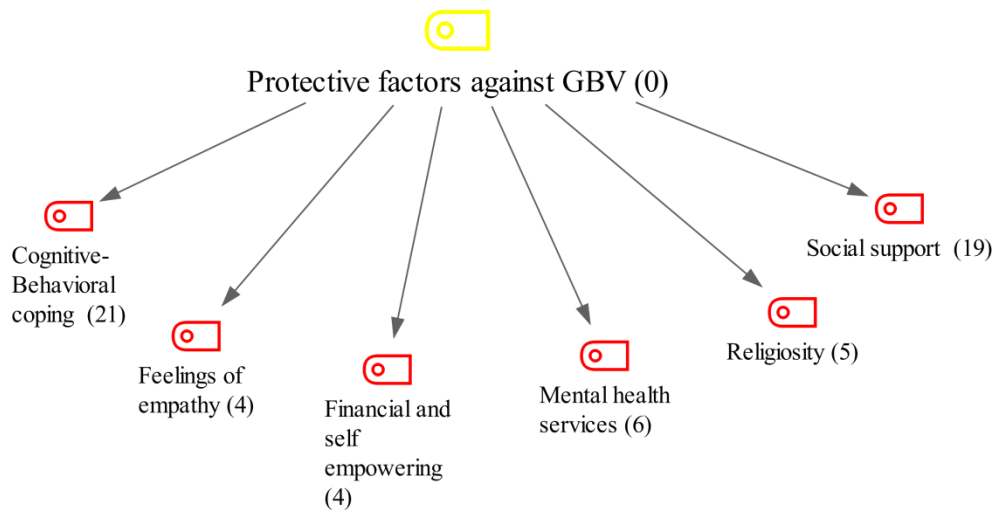 Protective factors against GBV (0)
Cognitive-
Behavioral
coping (21)
Feelings of
empathy (4)
Financial and
self
empowering
(4)
Mental health
services (6)
Religiosity (5)
Social support (19)